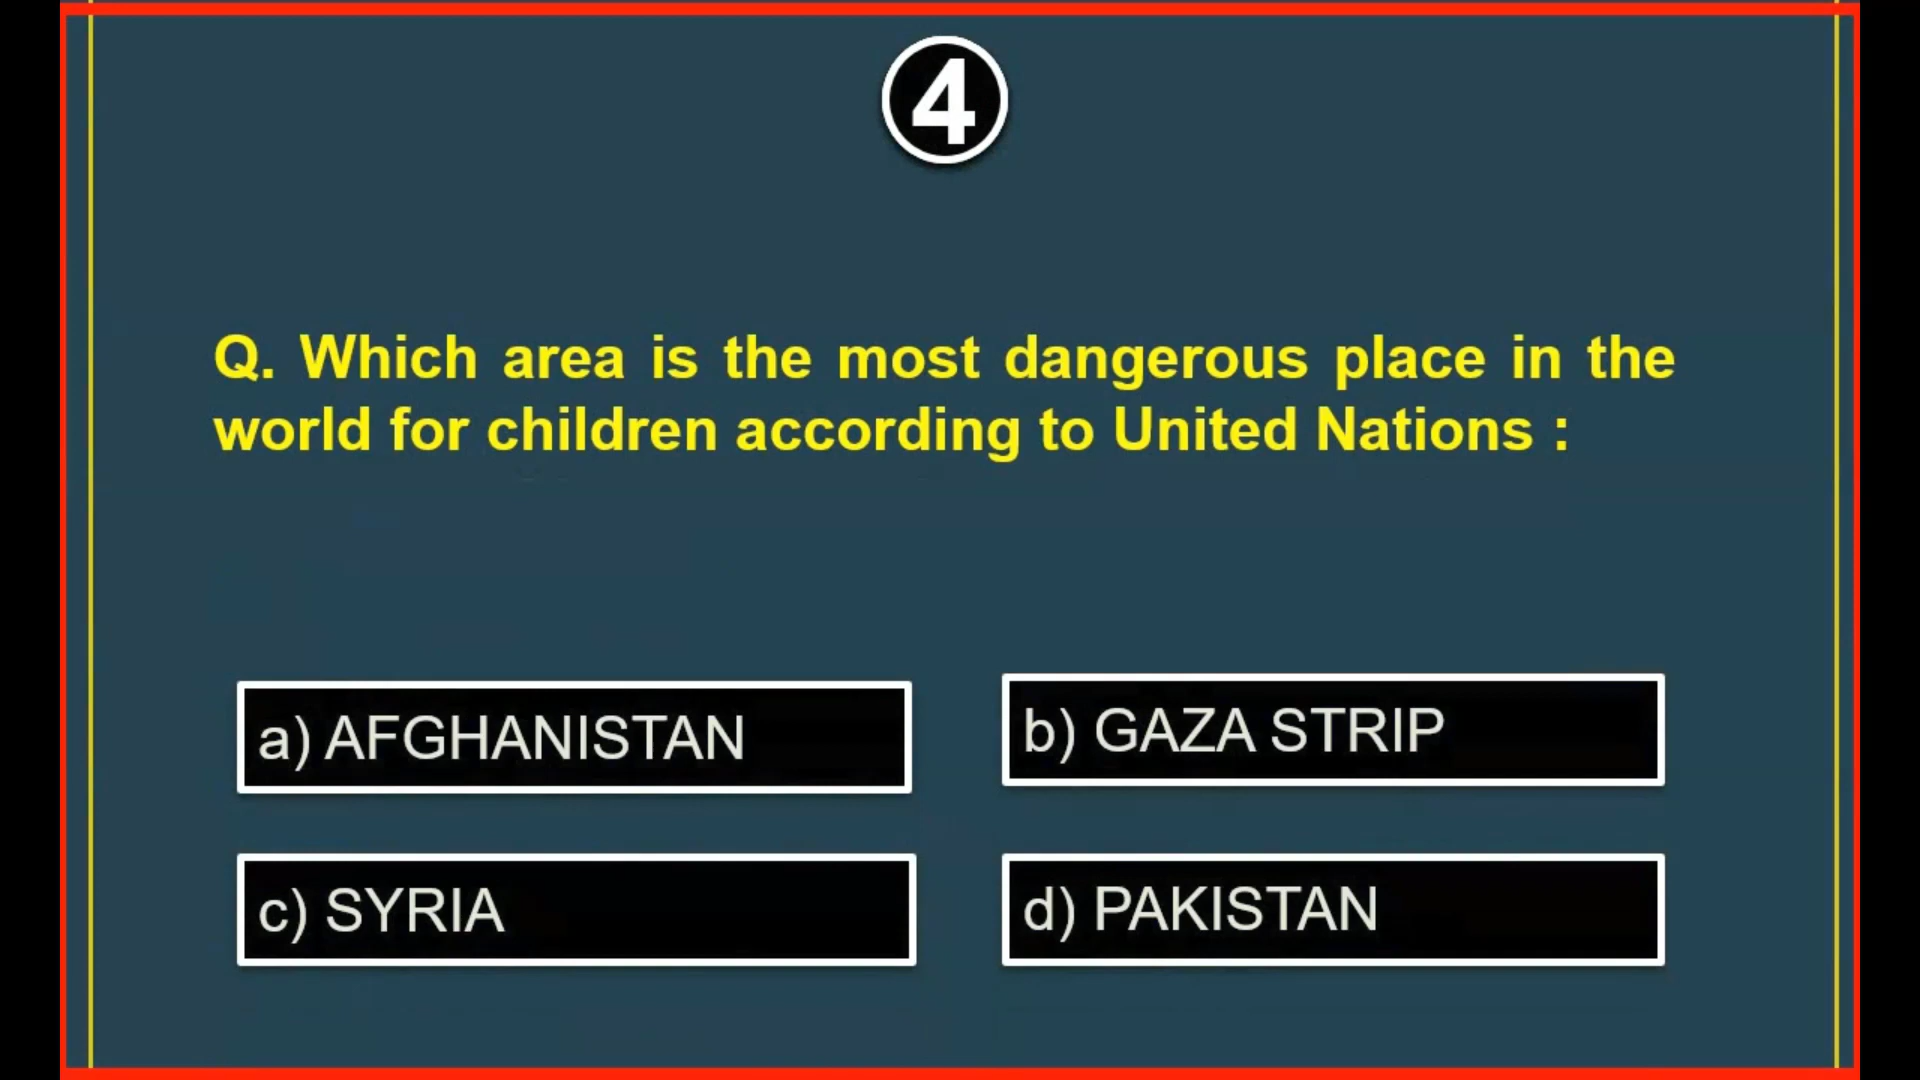 4
Q. Which area is the most dangerous place in the
world for children according to United Nations :
a) AFGHANISTAN
b) GAZA STRIP
c) SYRIA
d) PAKISTAN